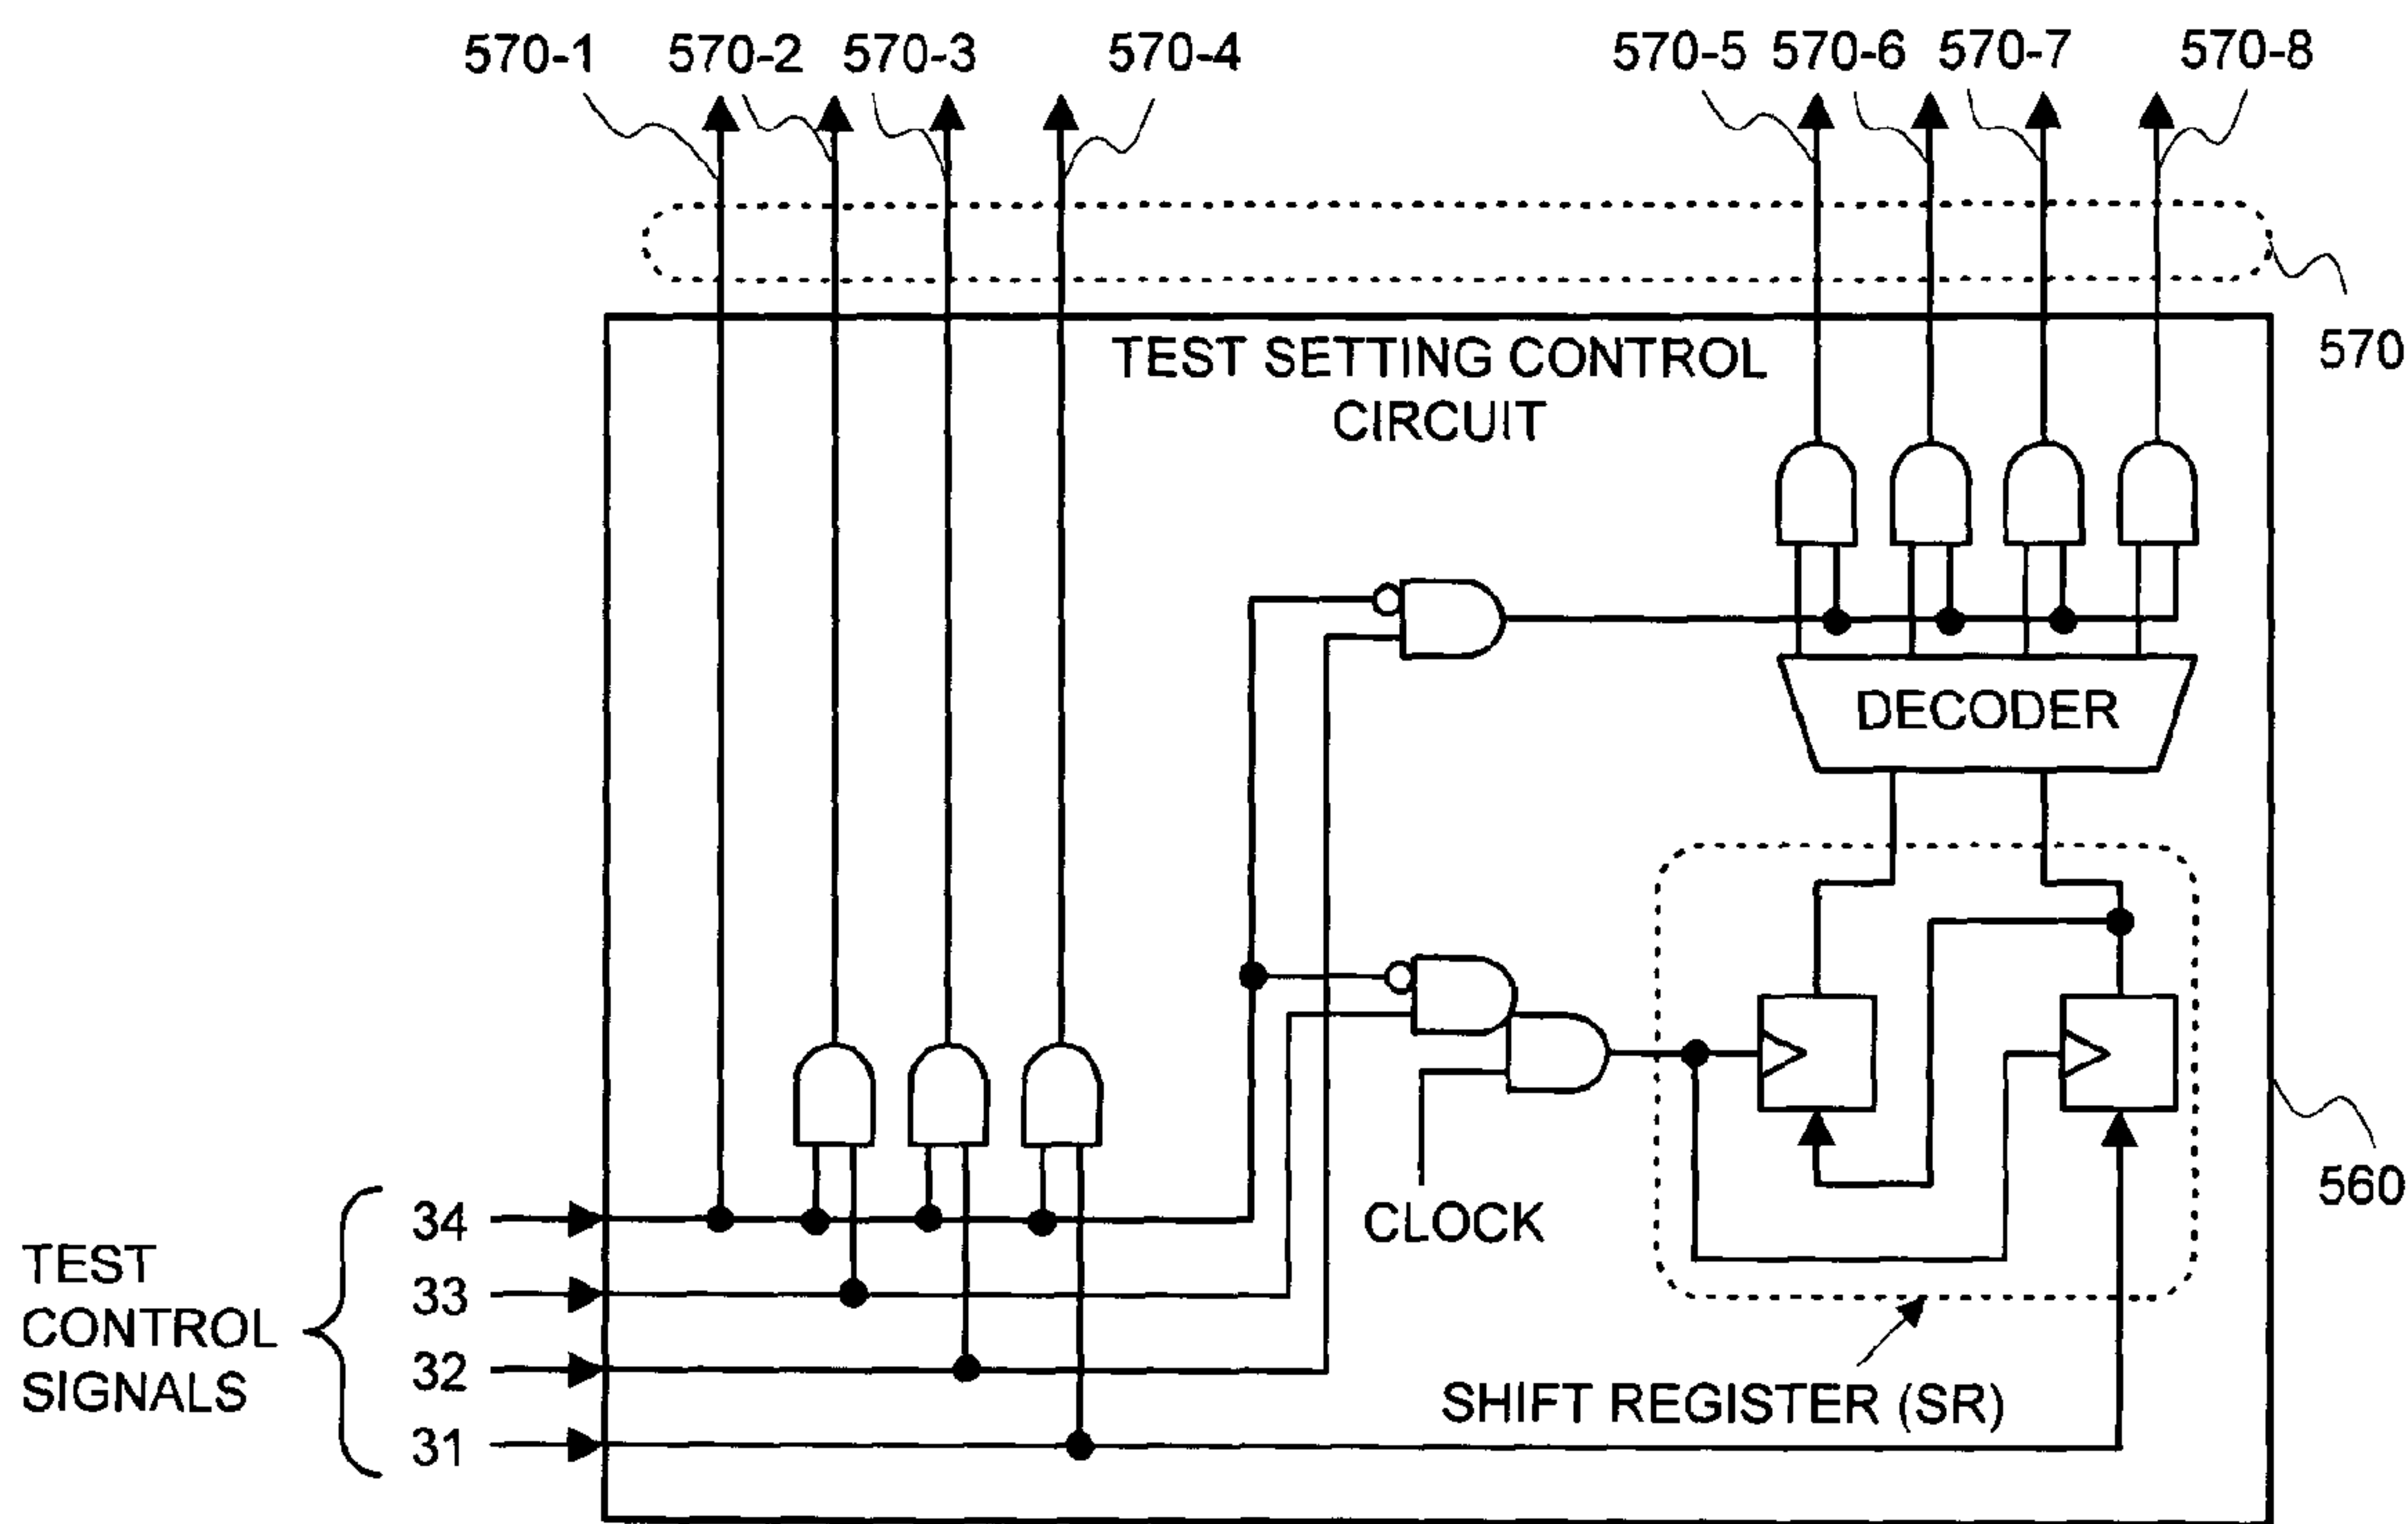 570-1 570-2 570-3 570-4 570-5 570-6 570-7 570-8
570
TEST SETTING CONTROL
CIRCUIT
DECODER
560
CLOCK
SHIFT REGISTER (SR)
TEST
CONTROL
SIGNALS
34
33
32
31